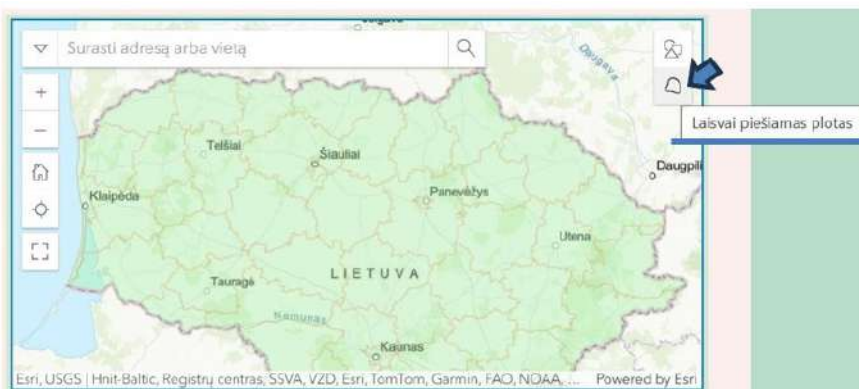 Surasti adresą arba vietą
Daugava
Laisvai piešiamas plotas
Telšiai
Šiauliai
Daugpili
Klaipėda
Panevėžys
Utena
LIETUVA
Tauragė
Nemunas
Kaunas
Esri, USGS | Hnit-Baltic, Registrų centras, SSVA, VZD, Esri, TomTom, Garmin, FAO, NOAA, ... Powered by Esri